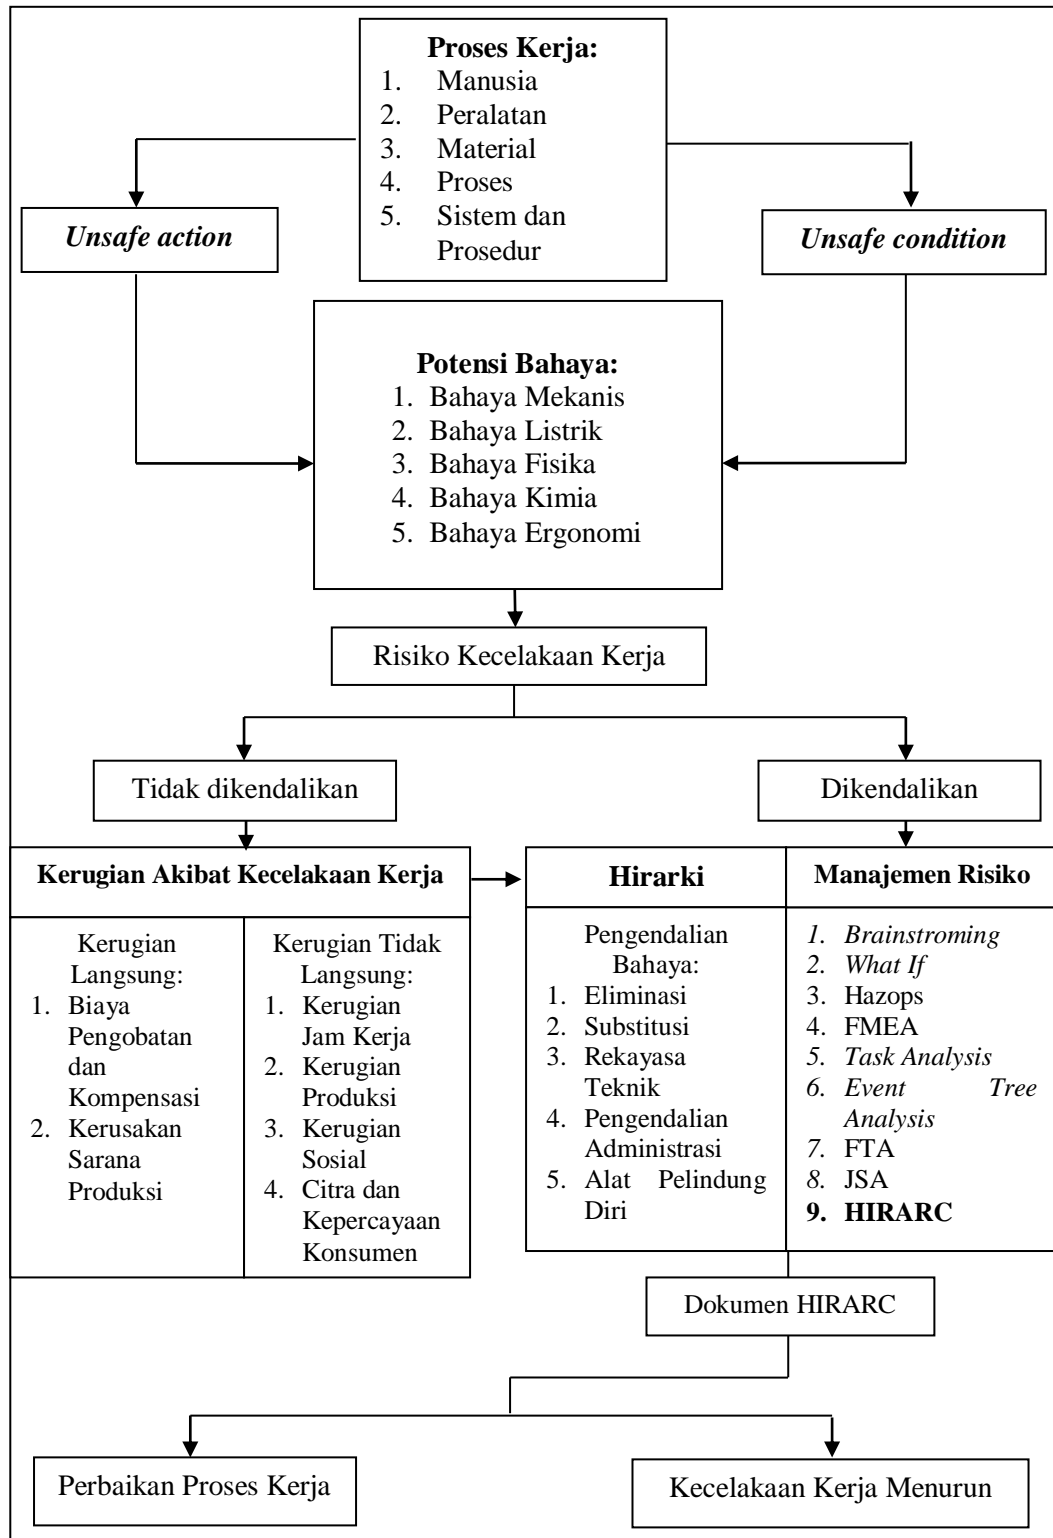 Proses Kerja:
1. Manusia
2. Peralatan
3. Material
4. Proses
5. Sistem dan
Prosedur
Unsafe action
Unsafe condition
Potensi Bahaya:
1. Bahaya Mekanis
2. Bahaya Listrik
3. Bahaya Fisika
4. Bahaya Kimia
5. Bahaya Ergonomi
Risiko Kecelakaan Kerja
Tidak dikendalikan
Dikendalikan
Kerugian Akibat Kecelakaan Kerja
Kerugian
Langsung:
1. Biaya
Pengobatan
dan
Kompensasi
2. Kerusakan
Sarana
Produksi
Kerugian Tidak
Langsung:
1. Kerugian
Jam Kerja
2. Kerugian
Produksi
3. Kerugian
Sosial
4. Citra dan
Kepercayaan
Konsumen
Hirarki
Pengendalian
Bahaya:
1. Eliminasi
2. Substitusi
3. Rekayasa
Teknik
4. Pengendalian
Administrasi
5. Alat Pelindung
Diri
Manajemen Risiko
1. Brainstroming
2. What If
3. Hazops
4. FMEA
5. Task Analysis
6. Event Tree
Analysis
7. FTA
8. JSA
9. HIRARC
Dokumen HIRARC
Perbaikan Proses Kerja
Kecelakaan Kerja Menurun